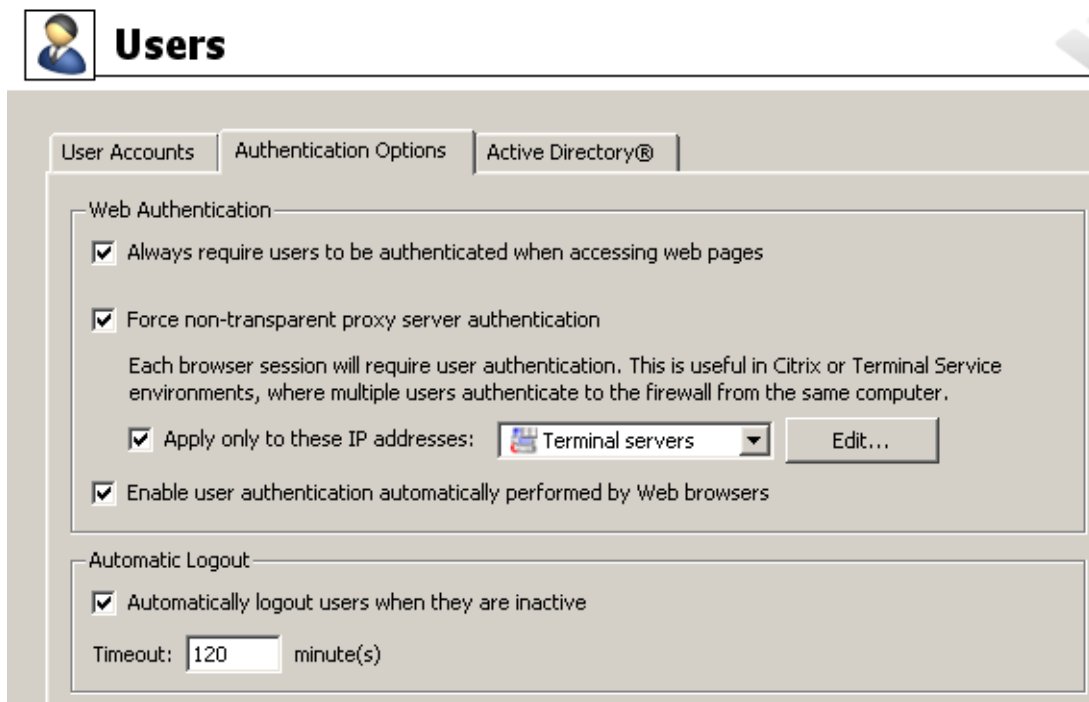 Users
User Accounts
Authentication Options
Active Directory®
Web Authentication
Always require users to be authenticated when accessing web pages
Force non-transparent proxy server authentication
Each browser session will require user authentication. This is useful in Citrix or Terminal Service
environments, where multiple users authenticate to the firewall from the same computer.
Apply only to these IP addresses: Terminal servers Edit...
Enable user authentication automatically performed by Web browsers
Automatic Logout
Automatically logout users when they are inactive
Timeout: 120 minute(s)